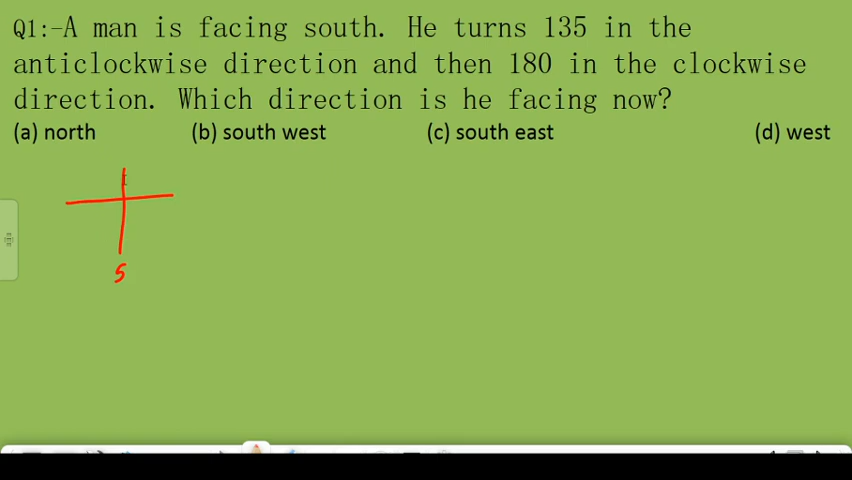 Q1:-A man is facing south. He turns 135 in the
anticlockwise direction and then 180 in the clockwise
direction. Which direction is he facing now?
(a) north (b) south west (c) south east (d) west
S